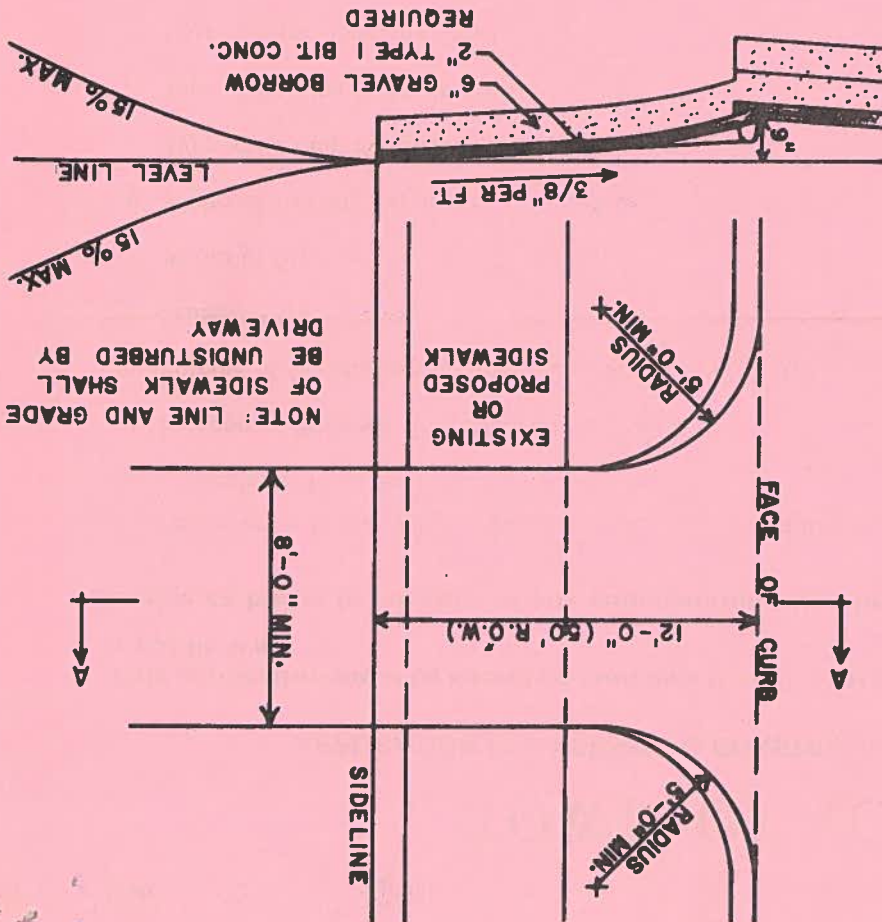 RADIUS
5'-0" MIN.
SIDELINE
A
A
12'-0" (50' R.O.W.)
8'-0" MIN.
FACE OF CURB
EXISTING
OR
PROPOSED
SIDEWALK
NOTE: LINE AND GRADE
OF SIDEWALK SHALL
BE UNDISTURBED BY
DRIVEWAY
RADIUS
5'-0" MIN.
15% MAX.
3/8" PER FT.
LEVEL LINE
6"
15% MAX.
6" GRAVEL BORROW
2" TYPE I BIT. CONC.
REQUIRED